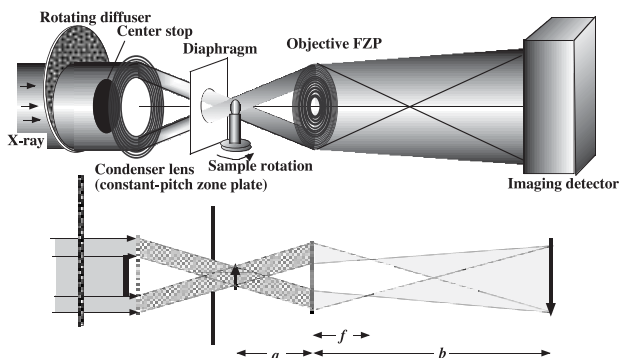 Rotating diffuser
Center stop
Diaphragm
Objective FZP
X-ray
Condenser lens
(constant-pitch zone plate)
Sample rotation
Imaging detector
f
a
b